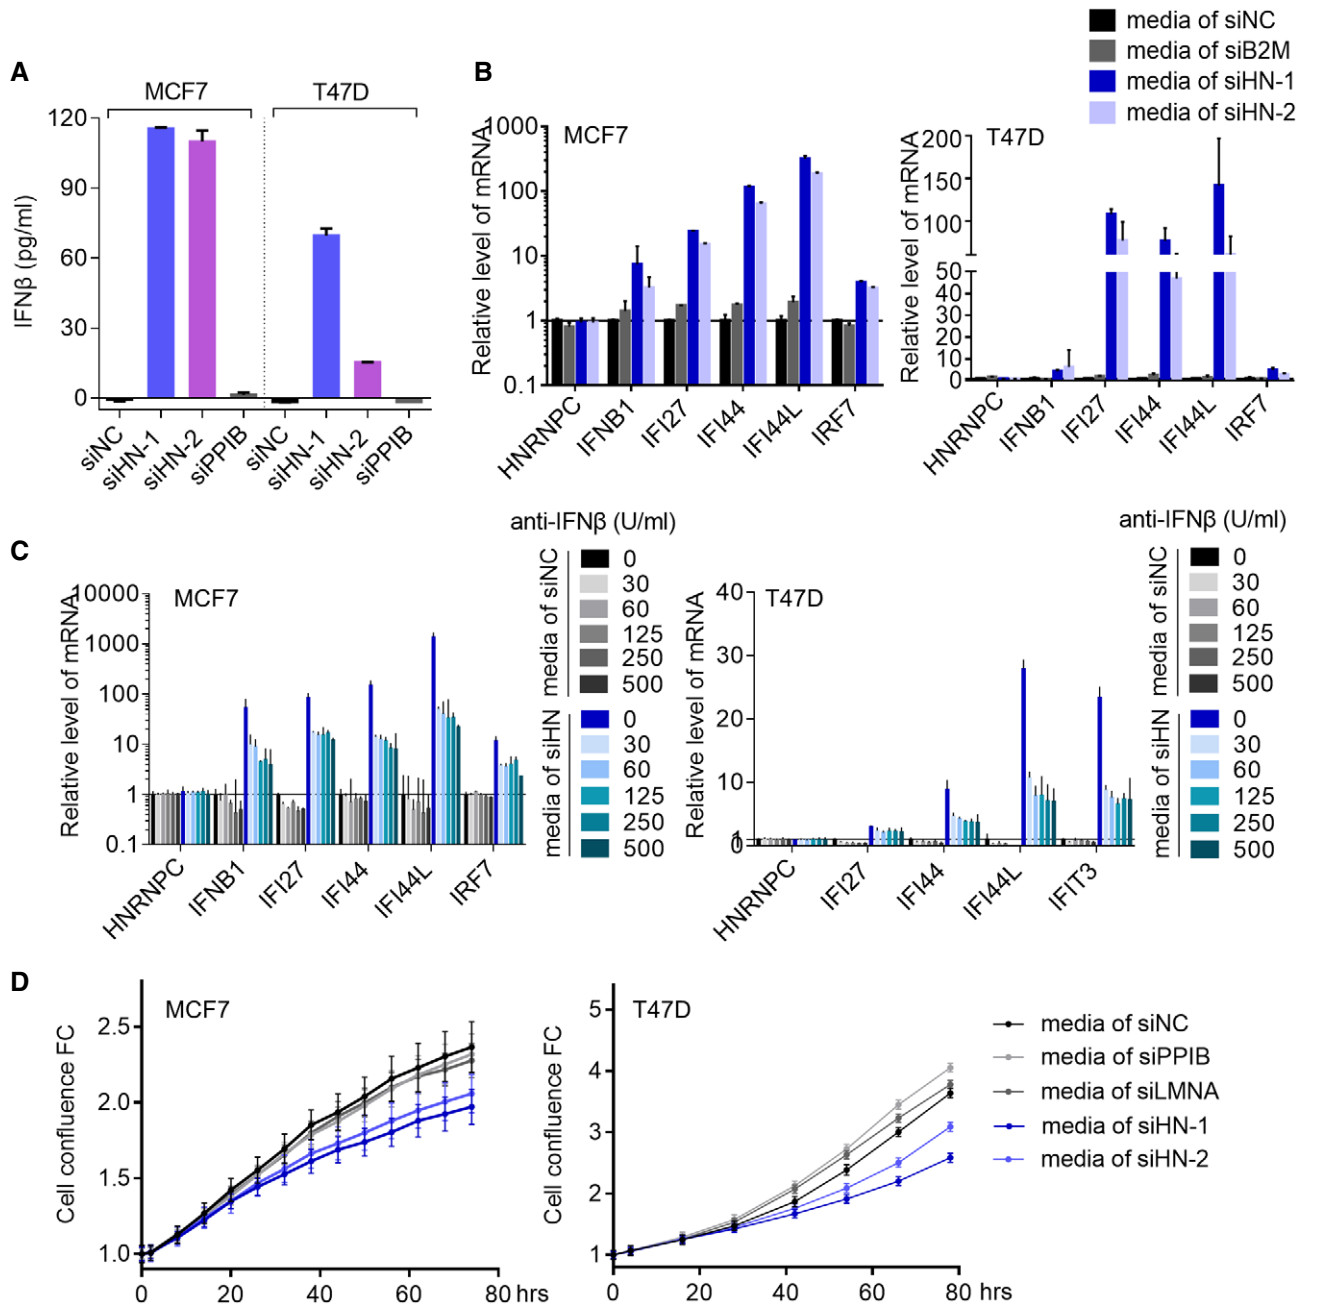 A
MCF7
T47D
IFNβ (pg/ml)
120
90
60
30
0
siNC
siHN-1
siHN-2
siPPIB
siNC
siHN-1
siHN-2
siPPIB
B
media of siNC
media of siB2M
media of siHN-1
media of siHN-2
MCF7
Relative level of mRNA
1000
100
10
1
0.1
HNRNPC
IFNB1
IFI27
IFI44
IFI44L
IRF7
T47D
Relative level of mRNA
200
150
100
50
40
30
20
10
0
HNRNPC
IFNB1
IFI27
IFI44
IFI44L
IRF7
C
MCF7
Relative level of mRNA
10000
1000
100
10
1
0.1
HNRNPC
IFNB1
IFI27
IFI44
IFI44L
IRF7
anti-IFNβ (U/ml)
media of siNC
0
30
60
125
250
500
media of siHN
0
30
60
125
250
500
T47D
Relative level of mRNA
40
30
20
10
1
0
HNRNPC
IFI27
IFI44
IFI44L
IFIT3
anti-IFNβ (U/ml)
media of siNC
0
30
60
125
250
500
media of siHN
0
30
60
125
250
500
D
MCF7
Cell confluence FC
2.5
2.0
1.5
1.0
0 20 40 60 80 hrs
T47D
Cell confluence FC
5
4
3
2
1
0 20 40 60 80 hrs
media of siNC
media of siPPIB
media of siLMNA
media of siHN-1
media of siHN-2